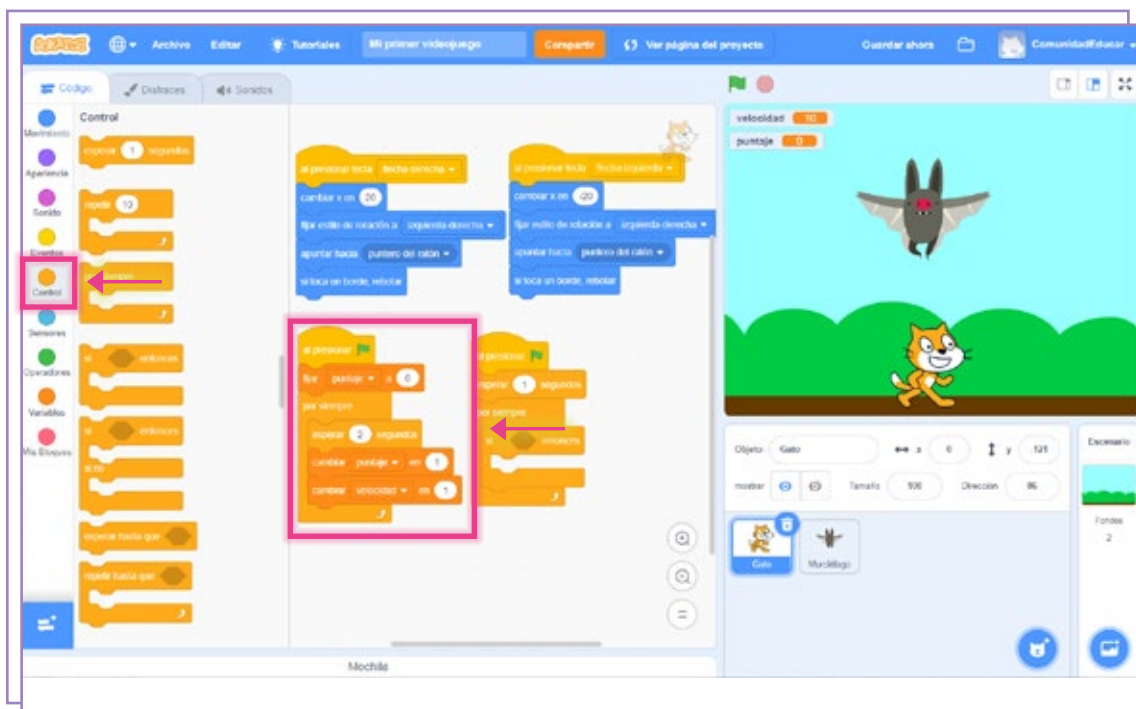 SCRATCH
Archivo
Editar
Tutoriales
Mi primer videojuego
Compartir
Ver página del proyecto
Guardar ahora
ComunidadEducar
Código
Disfraces
Sonidos
Movimiento
Apariencia
Sonido
Eventos
Control
Sensores
Operadores
Variables
Mis Bloques
Control
esperar 1 segundos
repetir 10
por siempre
si entonces
si entonces
si no
esperar hasta que
repetir hasta que
al presionar tecla flecha derecha
cambiar x en 20
fijar estilo de rotación a izquierda-derecha
apuntar hacia puntero del ratón
si toca un borde, rebotar
al presionar tecla flecha izquierda
cambiar x en -20
fijar estilo de rotación a izquierda-derecha
apuntar hacia puntero del ratón
si toca un borde, rebotar
al presionar
fijar puntaje a 0
por siempre
esperar 2 segundos
cambiar puntaje en 1
cambiar velocidad en 1
al presionar
esperar 1 segundos
por siempre
si entonces
Mochila
velocidad 10
puntaje 0
Objeto Gato x 0 y -121
mostrar Tamaño 100 Dirección 86
Gato
Murciélago
Escenario
Fondos
2